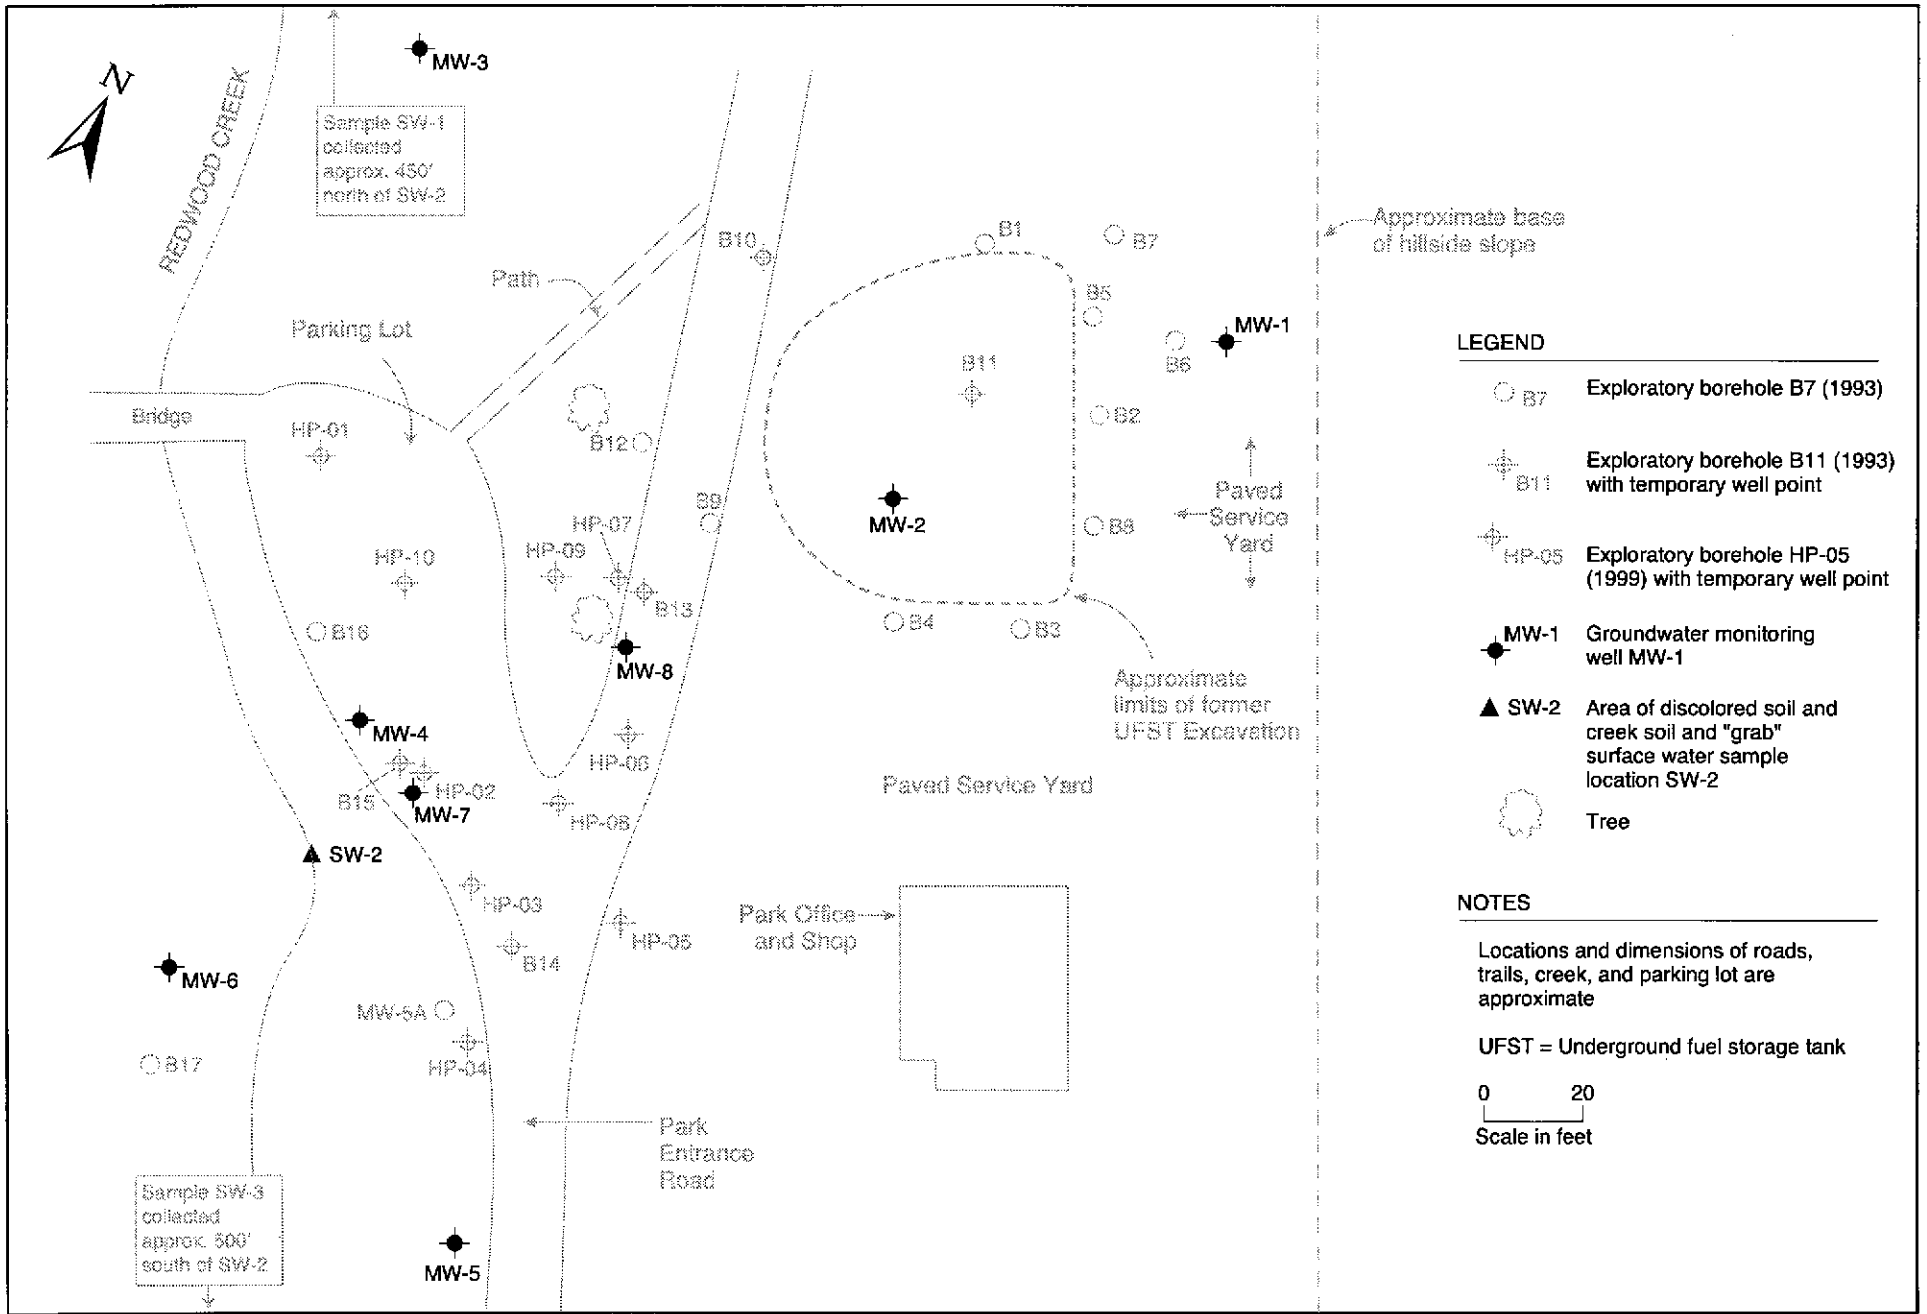 N
REDWOOD CREEK
MW-3
Sample SW-1
collected
approx. 450'
north of SW-2
Path
Parking Lot
Bridge
HP-01
B10
B1
B7
B5
MW-1
B6
B11
B2
B12
B9
MW-2
B8
HP-07
HP-09
HP-10
B13
B16
MW-8
B4
B3
Approximate base
of hillside slope
Paved
Service
Yard
Approximate
limits of former
UFST Excavation
MW-4
HP-06
B15
HP-02
MW-7
HP-08
Paved Service Yard
SW-2
HP-03
B14
HP-05
Park Office
and Shop
MW-6
MW-5A
HP-04
B17
Park
Entrance
Road
Sample SW-3
collected
approx. 500'
south of SW-2
MW-5
LEGEND
B7
Exploratory borehole B7 (1993)
B11
Exploratory borehole B11 (1993)
with temporary well point
HP-05
Exploratory borehole HP-05
(1999) with temporary well point
MW-1
Groundwater monitoring
well MW-1
SW-2
Area of discolored soil and
creek soil and "grab"
surface water sample
location SW-2
Tree
NOTES
Locations and dimensions of roads,
trails, creek, and parking lot are
approximate
UFST = Underground fuel storage tank
0 20
Scale in feet